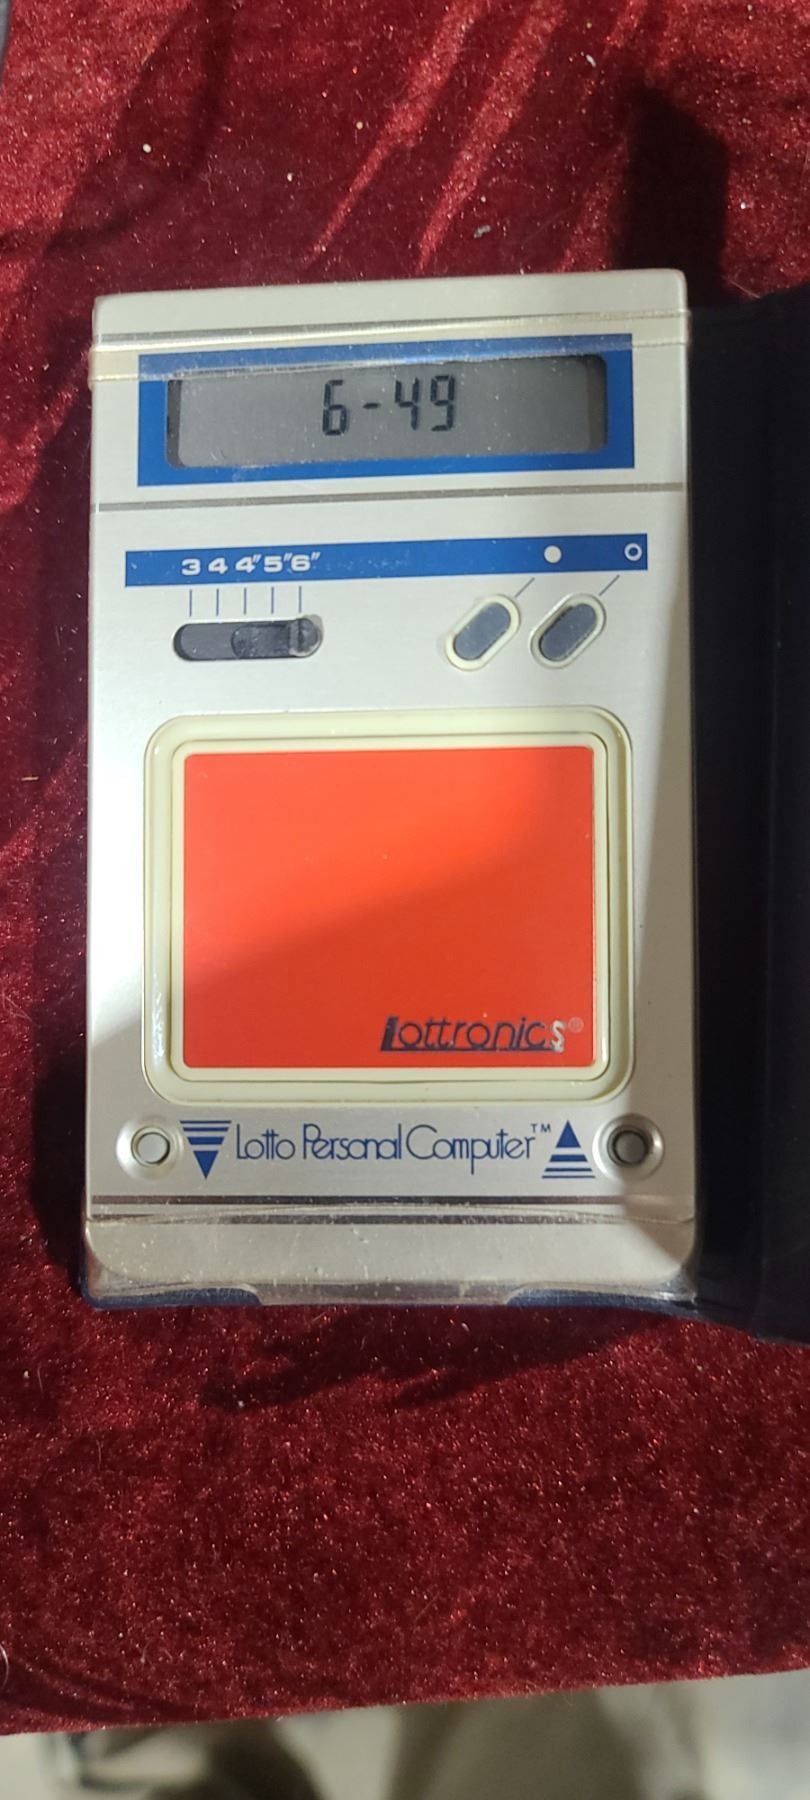 6-49
3 4 4" 5" 6"
Lottronics®
Lotto Personal Computer™